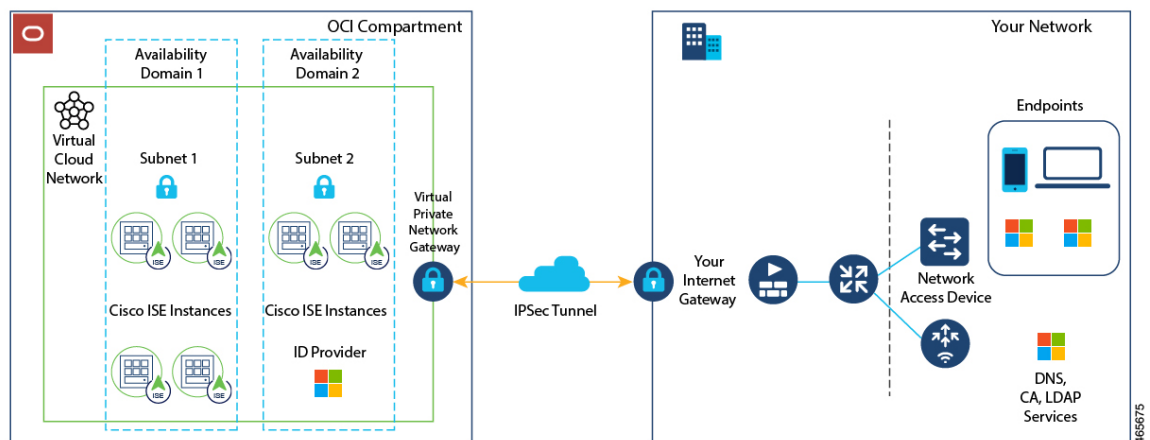 OCI Compartment
Availability
Domain 1
Availability
Domain 2
Virtual
Cloud
Network
Subnet 1
Subnet 2
ISE
ISE
ISE
ISE
Virtual
Private
Network
Gateway
Cisco ISE Instances
Cisco ISE Instances
ID Provider
ISE
ISE
IPSec Tunnel
Your Network
Endpoints
Your
Internet
Gateway
Network
Access Device
DNS,
CA, LDAP
Services
465675